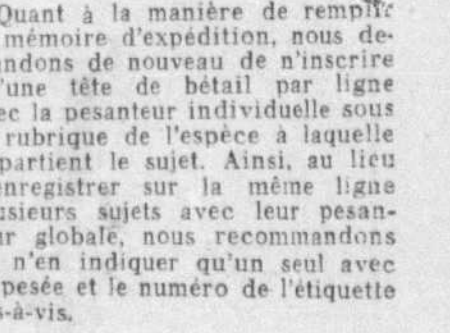 Quant à la manière de remplir
mémoire d'expédition, nous de-
ndons de nouveau de n'inscrire
'une tête de bétail par ligne
ec la pesanteur individuelle sous
rubrique de l'espèce à laquelle
partient le sujet. Ainsi, au lieu
enregistrer sur la même ligne
usieurs sujets avec leur pesan-
ur globale, nous recommandons
n'en indiquer qu'un seul avec
pesée et le numéro de l'étiquette
s-à-vis.